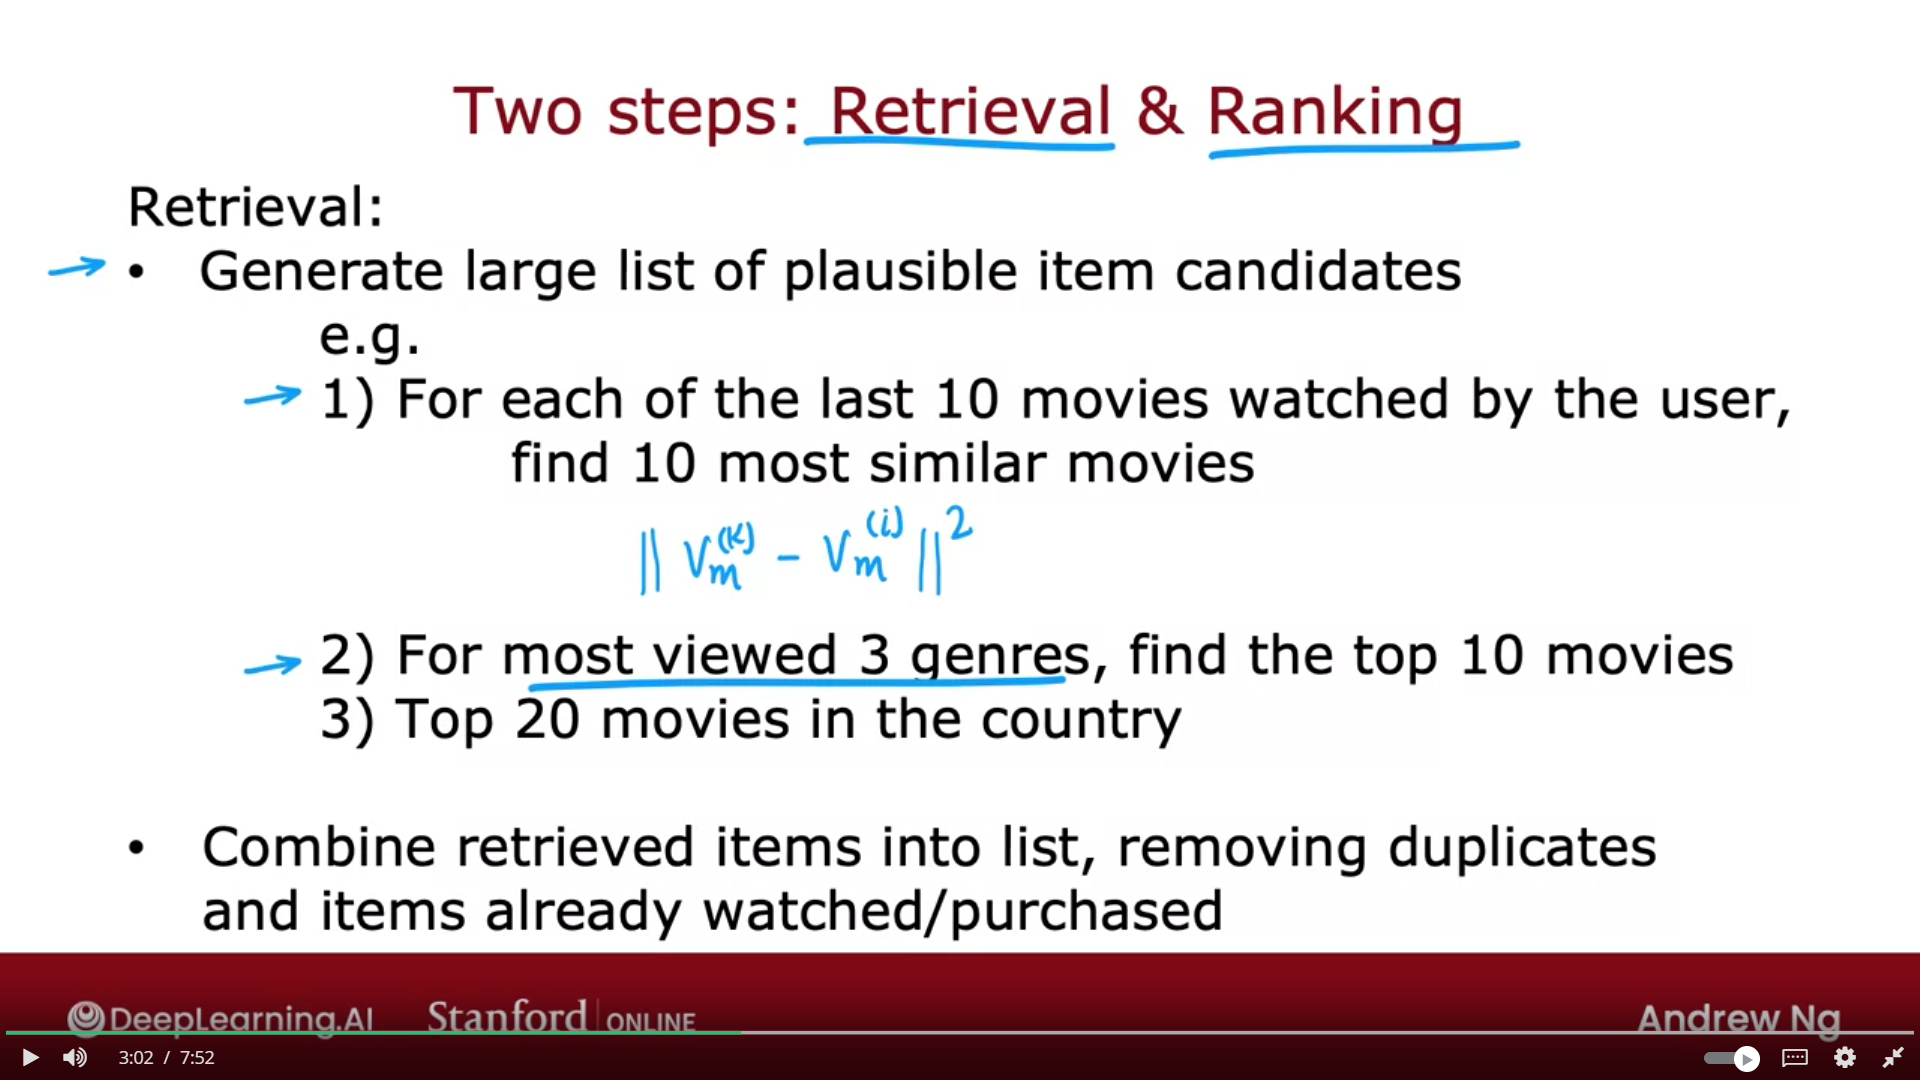 Two steps: Retrieval & Ranking
Retrieval:
• Generate large list of plausible item candidates
e.g.
1) For each of the last 10 movies watched by the user,
find 10 most similar movies
|| Vm^(k) - Vm^(i) ||^2
2) For most viewed 3 genres, find the top 10 movies
3) Top 20 movies in the country
• Combine retrieved items into list, removing duplicates
and items already watched/purchased
DeepLearning.AI Stanford | ONLINE Andrew Ng
3:02 / 7:52